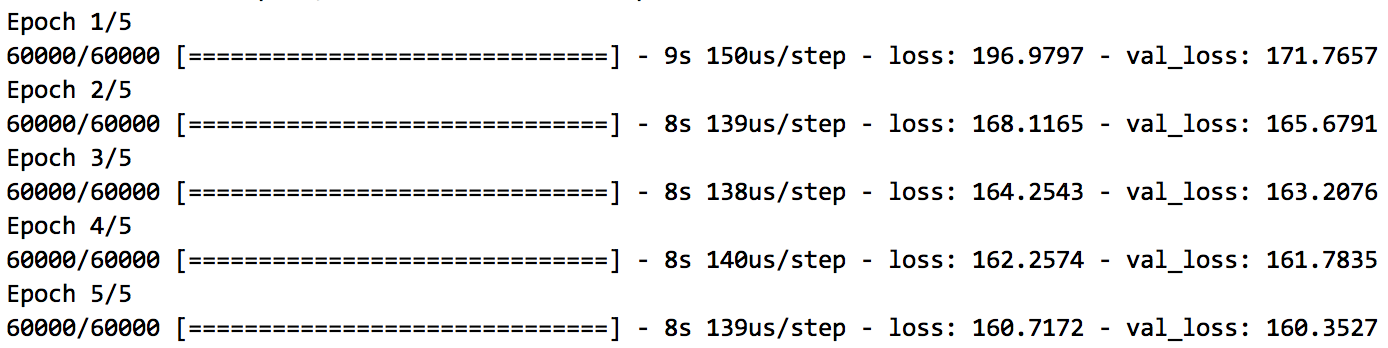 Epoch 1/5
60000/60000 [==============================] - 9s 150us/step - loss: 196.9797 - val_loss: 171.7657
Epoch 2/5
60000/60000 [==============================] - 8s 139us/step - loss: 168.1165 - val_loss: 165.6791
Epoch 3/5
60000/60000 [==============================] - 8s 138us/step - loss: 164.2543 - val_loss: 163.2076
Epoch 4/5
60000/60000 [==============================] - 8s 140us/step - loss: 162.2574 - val_loss: 161.7835
Epoch 5/5
60000/60000 [==============================] - 8s 139us/step - loss: 160.7172 - val_loss: 160.3527